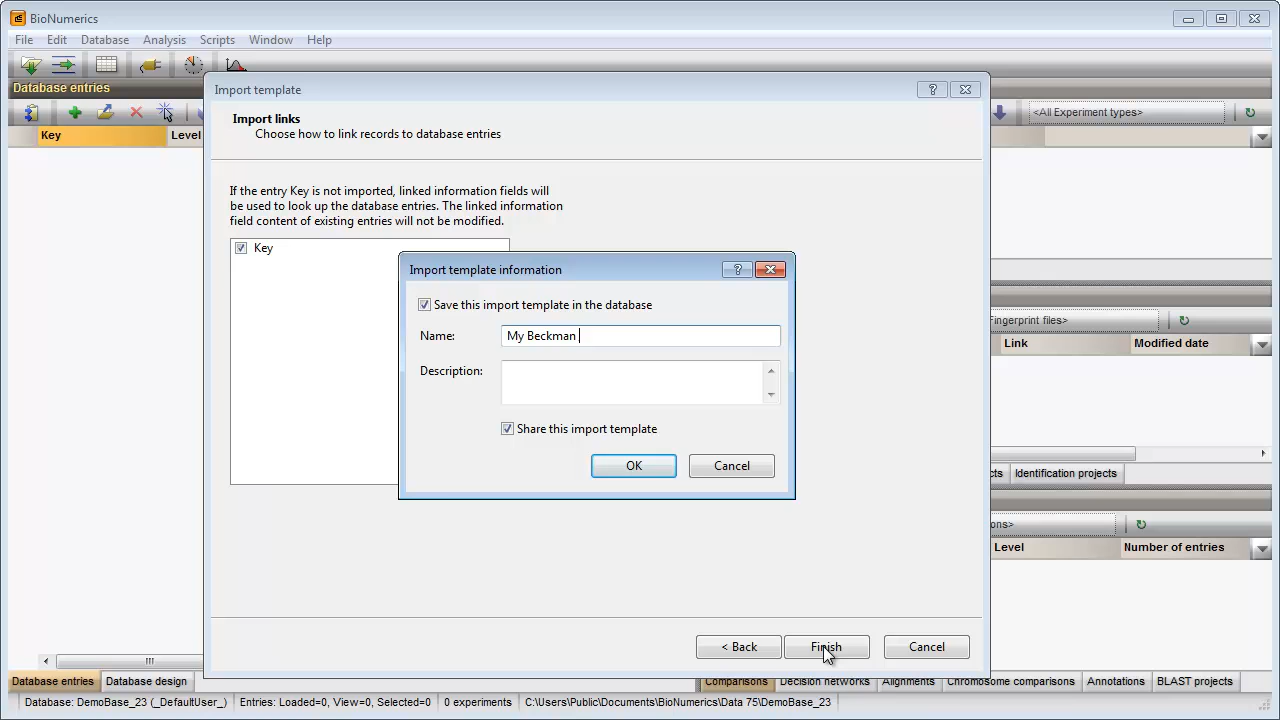 BioNumerics
File Edit Database Analysis Scripts Window Help
Database entries
Import template
<All Experiment types>
Key Level
Import links
Choose how to link records to database entries
If the entry Key is not imported, linked information fields will
be used to look up the database entries. The linked information
field content of existing entries will not be modified.
Key
Import template information
Save this import template in the database
Name: My Beckman
Description:
Share this import template
OK Cancel
Fingerprint files>
Link Modified date
cts Identification projects
ons>
Level Number of entries
< Back Finish Cancel
Database entries Database design
Comparisons Decision networks Alignments Chromosome comparisons Annotations BLAST projects
Database: DemoBase_23 (_DefaultUser_) Entries: Loaded=0, View=0, Selected=0 0 experiments C:\Users\Public\Documents\BioNumerics\Data 75\DemoBase_23